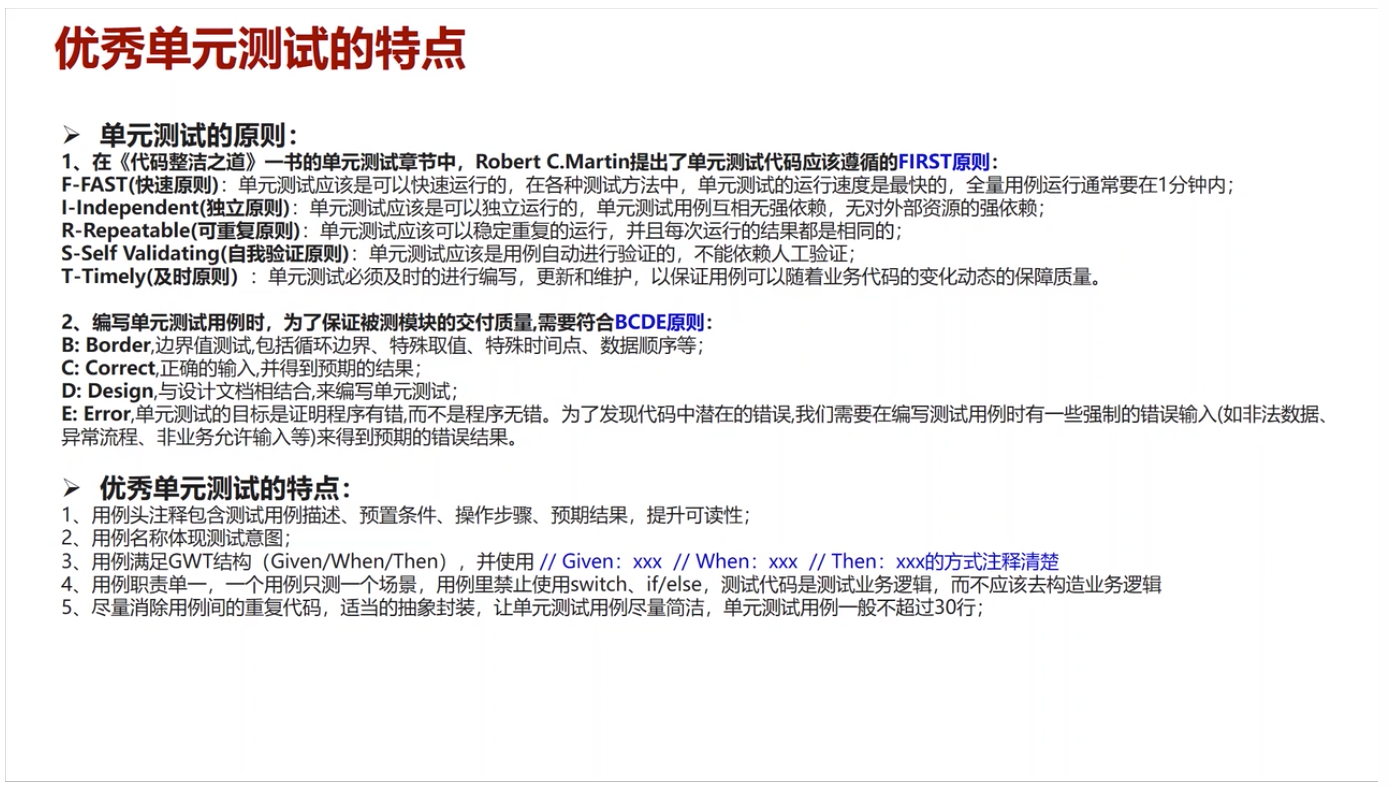 优秀单元测试的特点
➢ 单元测试的原则：
1、在《代码整洁之道》一书的单元测试章节中，Robert C.Martin提出了单元测试代码应该遵循的FIRST原则：
F-FAST(快速原则)：单元测试应该是可以快速运行的，在各种测试方法中，单元测试的运行速度是最快的，全量用例运行通常要在1分钟内；
I-Independent(独立原则)：单元测试应该是可以独立运行的，单元测试用例互相无强依赖，无对外部资源的强依赖；
R-Repeatable(可重复原则)：单元测试应该可以稳定重复的运行，并且每次运行的结果都是相同的；
S-Self Validating(自我验证原则)：单元测试应该是用例自动进行验证的，不能依赖人工验证；
T-Timely(及时原则）：单元测试必须及时的进行编写，更新和维护，以保证用例可以随着业务代码的变化动态的保障质量。
2、编写单元测试用例时，为了保证被测模块的交付质量,需要符合BCDE原则：
B: Border,边界值测试,包括循环边界、特殊取值、特殊时间点、数据顺序等；
C: Correct,正确的输入,并得到预期的结果；
D: Design,与设计文档相结合,来编写单元测试；
E: Error,单元测试的目标是证明程序有错,而不是程序无错。为了发现代码中潜在的错误,我们需要在编写测试用例时有一些强制的错误输入(如非法数据、
异常流程、非业务允许输入等)来得到预期的错误结果。
➢ 优秀单元测试的特点：
1、用例头注释包含测试用例描述、预置条件、操作步骤、预期结果，提升可读性；
2、用例名称体现测试意图；
3、用例满足GWT结构（Given/When/Then），并使用 // Given：xxx // When：xxx // Then：xxx的方式注释清楚
4、用例职责单一，一个用例只测一个场景，用例里禁止使用switch、if/else，测试代码是测试业务逻辑，而不应该去构造业务逻辑
5、尽量消除用例间的重复代码，适当的抽象封装，让单元测试用例尽量简洁，单元测试用例一般不超过30行；